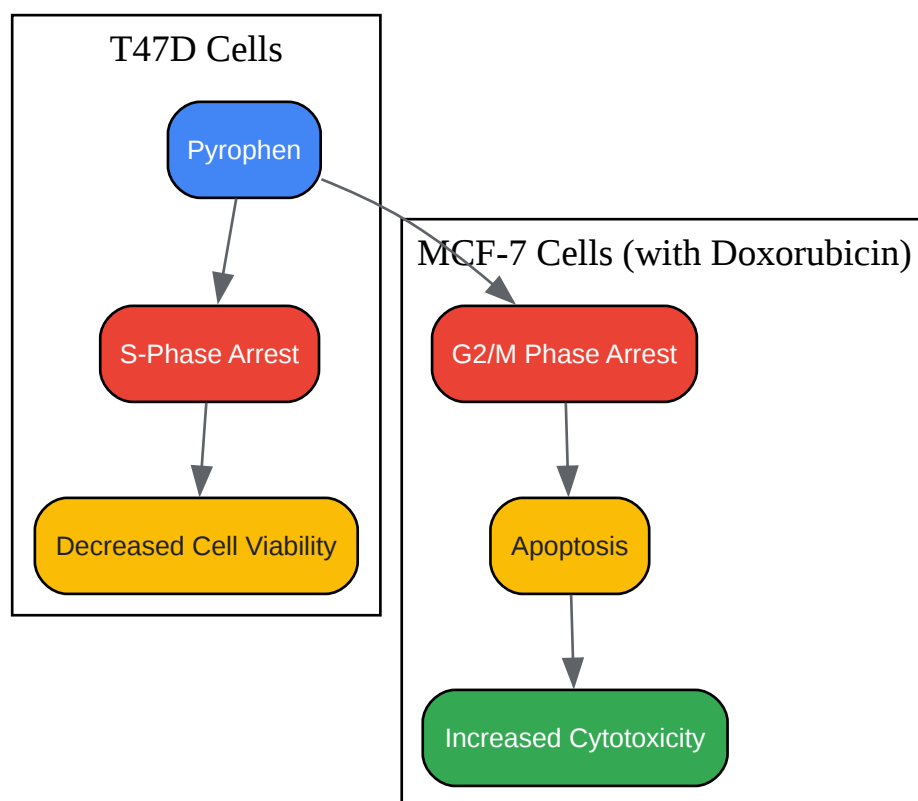 T47D Cells
Pyrophen
S-Phase Arrest
Decreased Cell Viability
MCF-7 Cells (with Doxorubicin)
G2/M Phase Arrest
Apoptosis
Increased Cytotoxicity